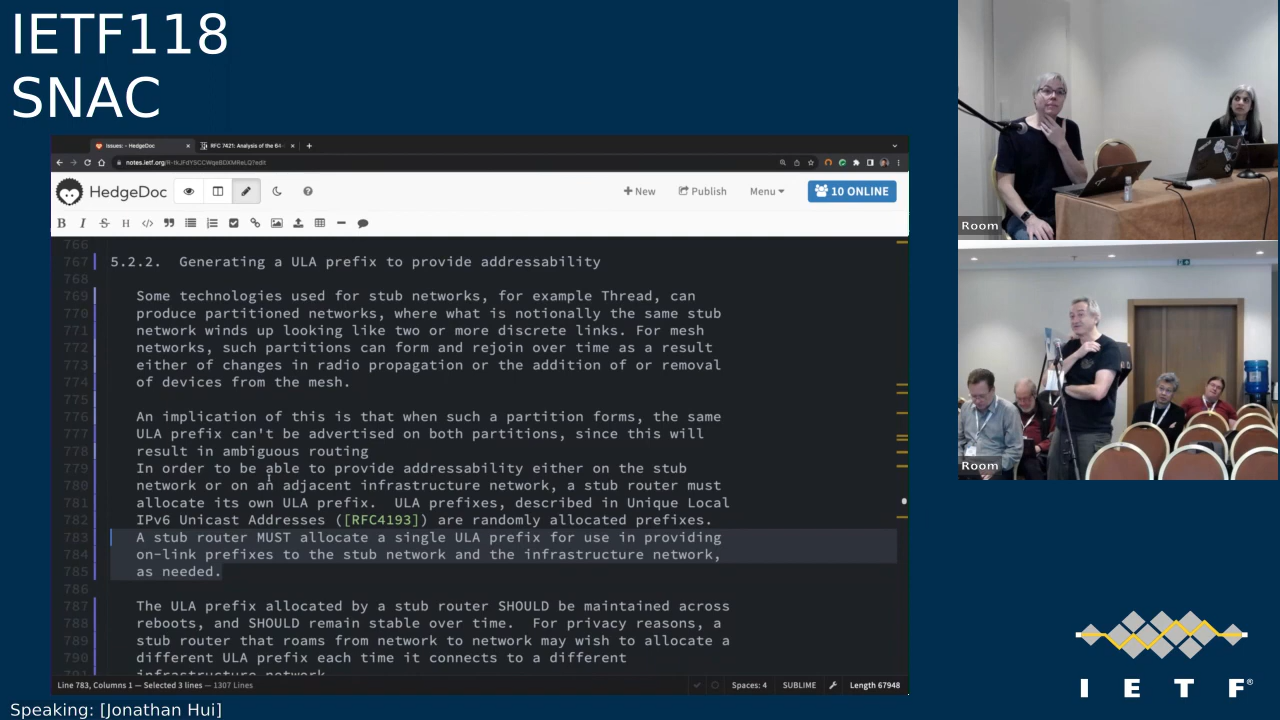 IETF118
SNAC
Issues: - HedgeDoc
RFC 7421: Analysis of the 64-
HedgeDoc
New
Publish
Menu
10 ONLINE
B I S H
766
767 5.2.2. Generating a ULA prefix to provide addressability
768
769 Some technologies used for stub networks, for example Thread, can
770 produce partitioned networks, where what is notionally the same stub
771 network winds up looking like two or more discrete links. For mesh
772 networks, such partitions can form and rejoin over time as a result
773 either of changes in radio propagation or the addition of or removal
774 of devices from the mesh.
775
776 An implication of this is that when such a partition forms, the same
777 ULA prefix can't be advertised on both partitions, since this will
778 result in ambiguous routing
779 In order to be able to provide addressability either on the stub
780 network or on an adjacent infrastructure network, a stub router must
781 allocate its own ULA prefix. ULA prefixes, described in Unique Local
782 IPv6 Unicast Addresses ([RFC4193]) are randomly allocated prefixes.
783 A stub router MUST allocate a single ULA prefix for use in providing
784 on-link prefixes to the stub network and the infrastructure network,
785 as needed.
786
787 The ULA prefix allocated by a stub router SHOULD be maintained across
788 reboots, and SHOULD remain stable over time. For privacy reasons, a
789 stub router that roams from network to network may wish to allocate a
790 different ULA prefix each time it connects to a different
infrastructure network
Line 783, Columns 1 — Selected 3 lines — 1307 Lines
Spaces: 4
SUBLIME
Length 67948
Room
Room
I E T F®
Speaking: [Jonathan Hui]